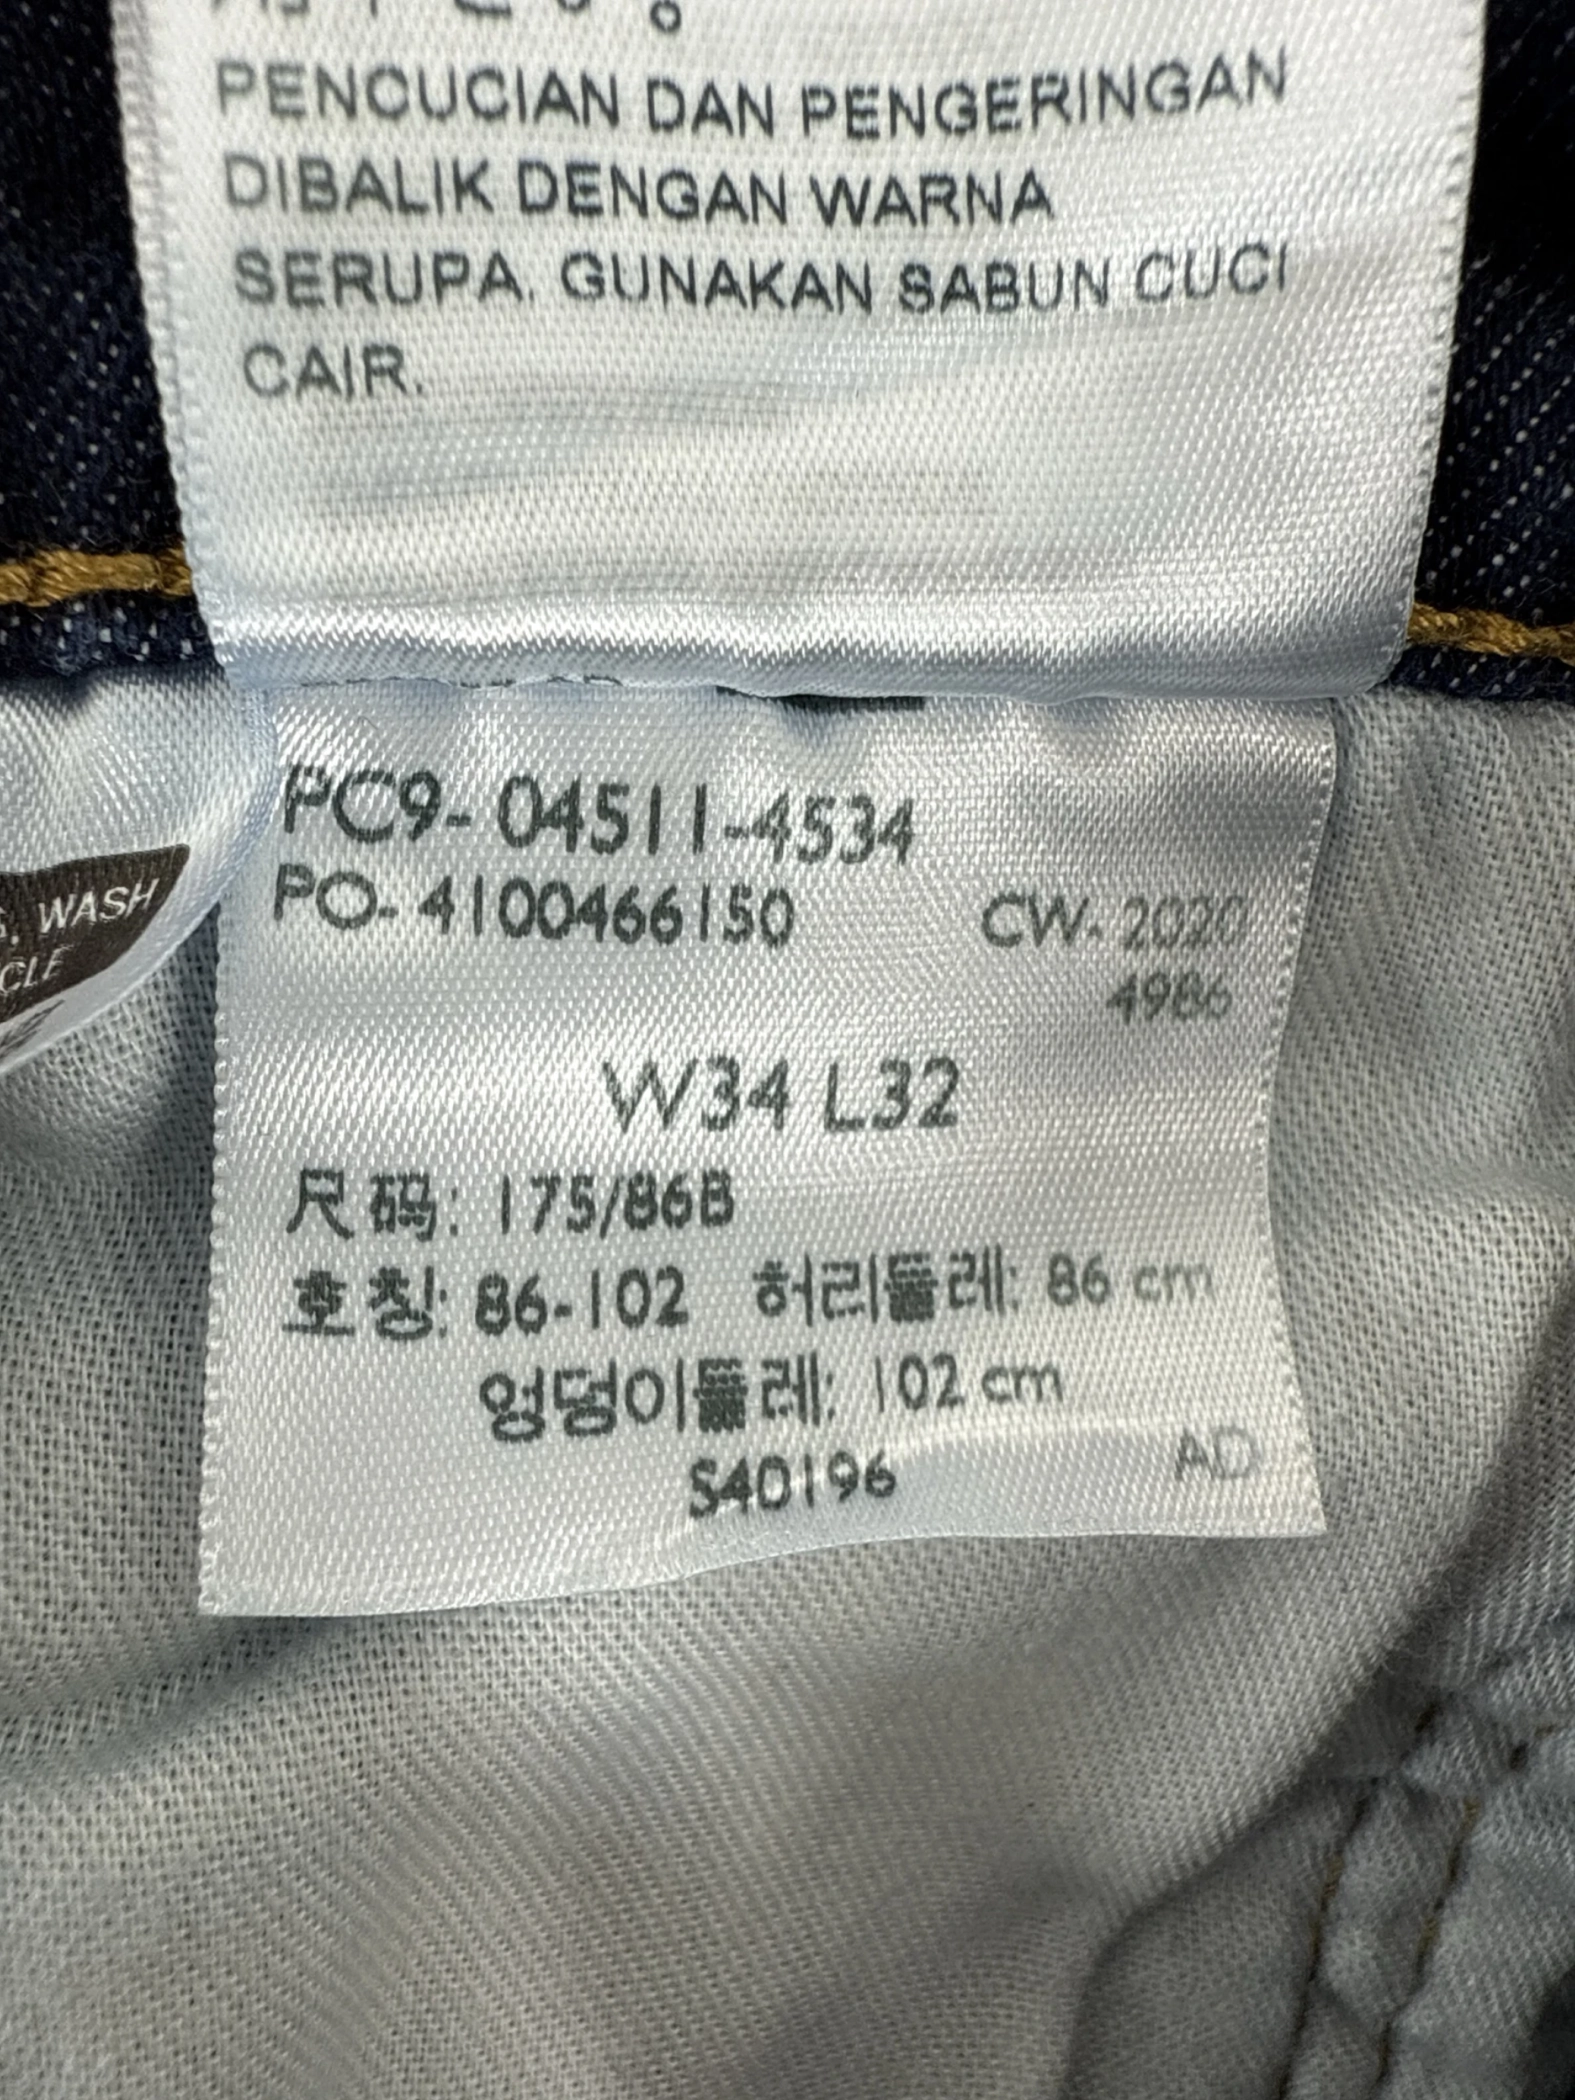 PENCUCIAN DAN PENGERINGAN
DIBALIK DENGAN WARNA
SERUPA. GUNAKAN SABUN CUCI
CAIR.
WASH
PC9-04511-4534
PO-4100466150 CW. 2020
4986
W34 L32
尺码: 175/86B
호칭: 86-102 허리둘레: 86 cm
엉덩이둘레: 102 cm
S40196 AD